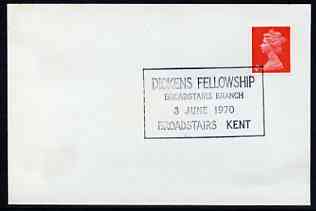 DICKENS FELLOWSHIP
BROADSTAIRS BRANCH
3 JUNE 1970
BROADSTAIRS KENT